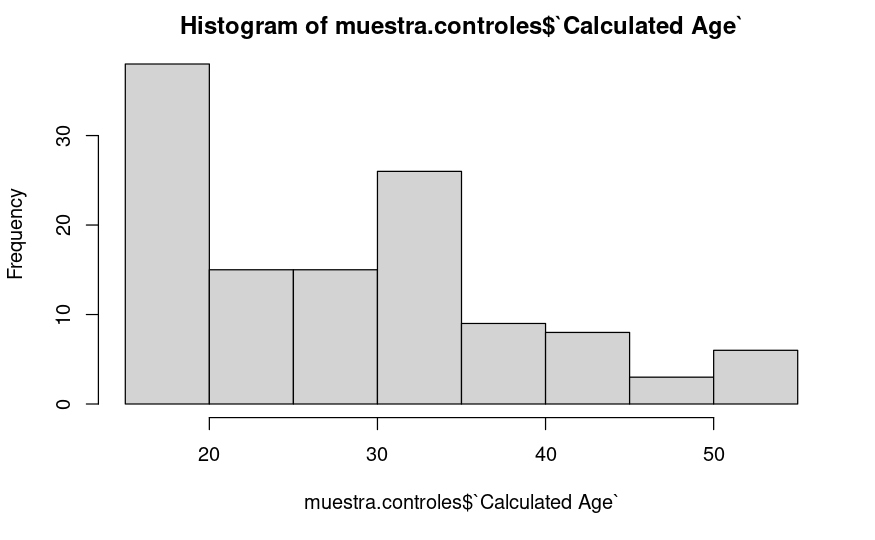 Histogram of muestra.controles$`Calculated Age`
Frequency
30
20
10
0
20 30 40 50
muestra.controles$`Calculated Age`